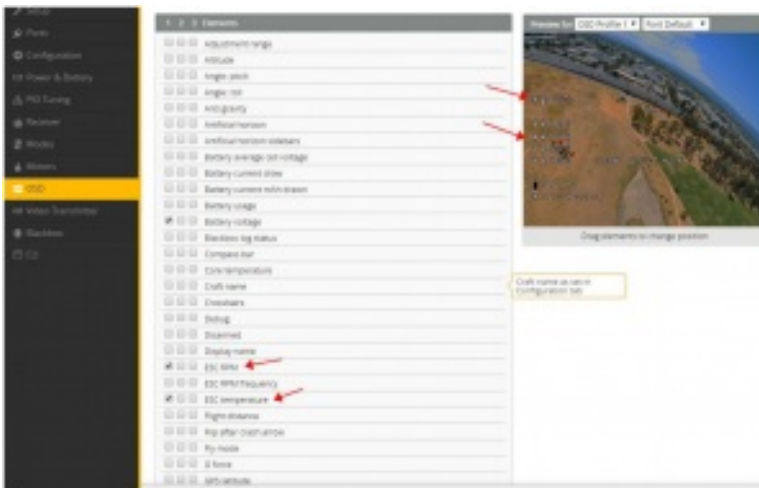 Setup
Ports
Configuration
Power & Battery
PID Tuning
Receiver
Modes
Motors
OSD
Video Transmitter
Blackbox
CLI
1 2 3 Elements
Adjustment range
Altitude
Angle: pitch
Angle: roll
Anti gravity
Artificial horizon
Artificial horizon sidebars
Battery average cell voltage
Battery current draw
Battery current mAh drawn
Battery usage
Battery voltage
Blackbox log status
Compass bar
Core temperature
Craft name
Crosshairs
Debug
Disarmed
Display name
ESC RPM
ESC RPM frequency
ESC temperature
Flight distance
Flip after crash arrow
Fly mode
G force
GPS altitude
Preview for OSD Profile 1 Font Default
Drag elements to change position
Craft name as set in
Configuration tab